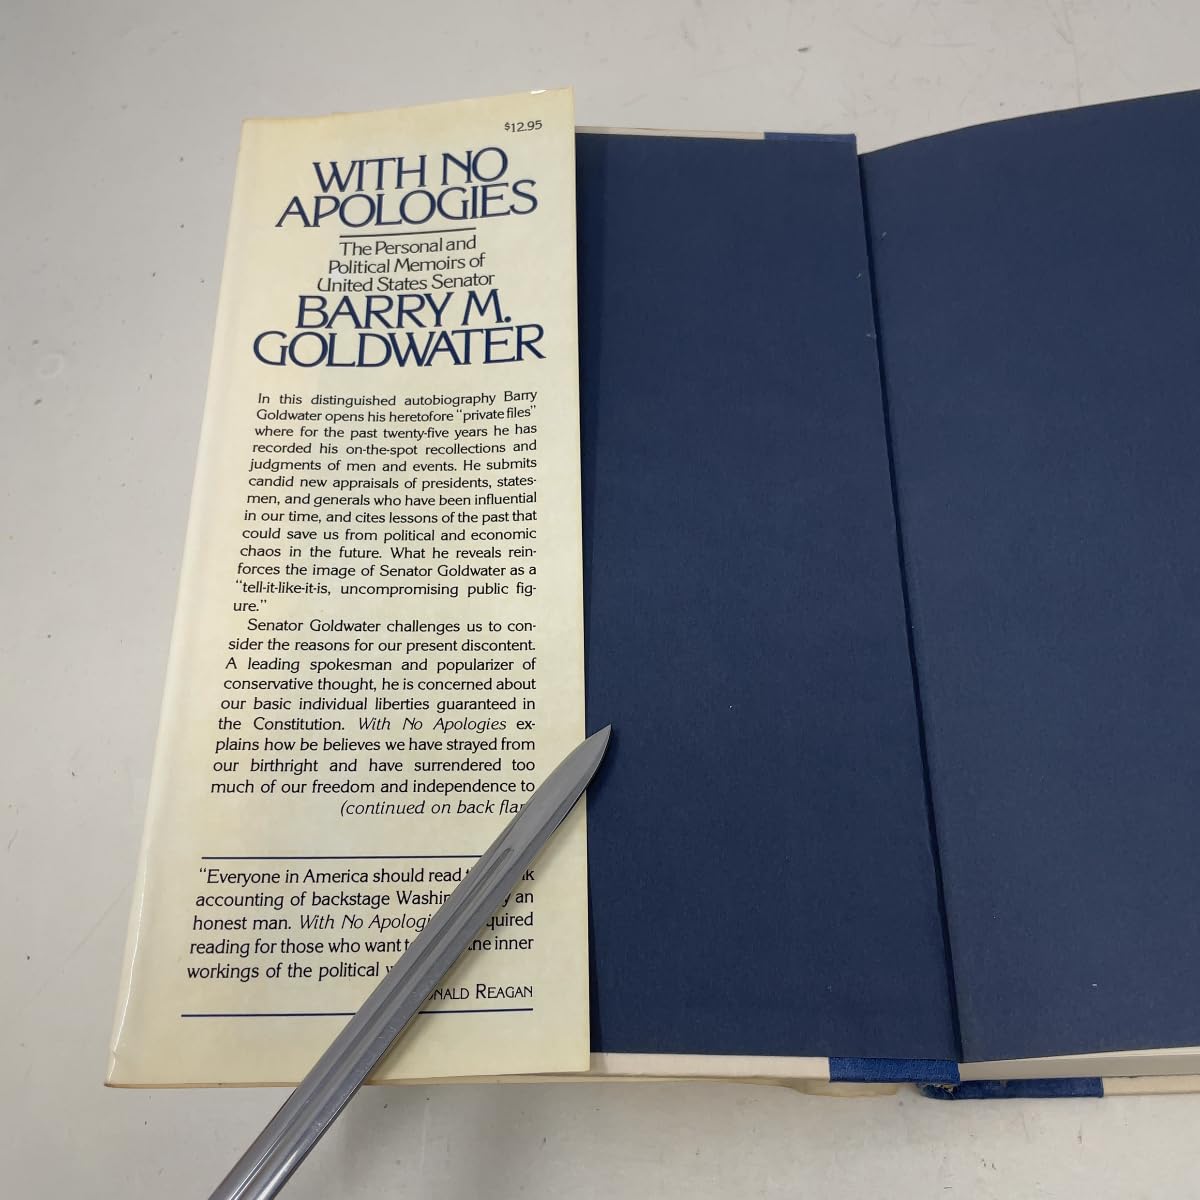 $12.95
WITH NO
APOLOGIES
The Personal and
Political Memoirs of
United States Senator
BARRY M.
GOLDWATER
In this distinguished autobiography Barry
Goldwater opens his heretofore "private files"
where for the past twenty-five years he has
recorded his on-the-spot recollections and
judgments of men and events. He submits
candid new appraisals of presidents, states-
men, and generals who have been influential
in our time, and cites lessons of the past that
could save us from political and economic
chaos in the future. What he reveals rein-
forces the image of Senator Goldwater as a
"tell-it-like-it-is, uncompromising public fig-
ure."
Senator Goldwater challenges us to con-
sider the reasons for our present discontent.
A leading spokesman and popularizer of
conservative thought, he is concerned about
our basic individual liberties guaranteed in
the Constitution. With No Apologies ex-
plains how be believes we have strayed from
our birthright and have surrendered too
much of our freedom and independence to
(continued on back flap
"Everyone in America should read
accounting of backstage an
honest man. With No
reading for those who want the inner
workings of the political
REAGAN